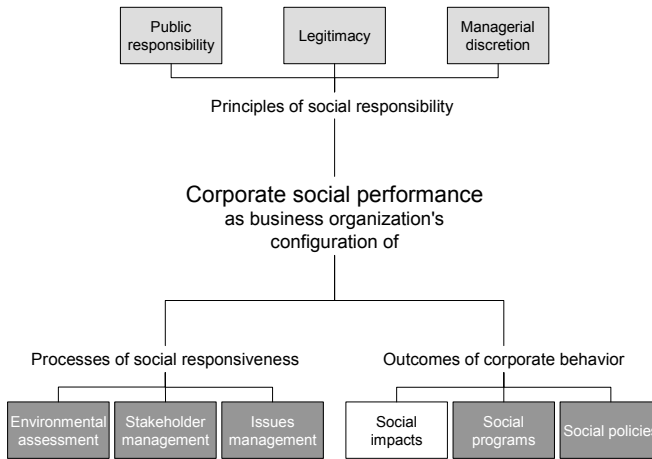 Public
responsibility
Legitimacy
Managerial
discretion
Principles of social responsibility
Corporate social performance
as business organization's
configuration of
Processes of social responsiveness
Outcomes of corporate behavior
Environmental
assessment
Stakeholder
management
Issues
management
Social
impacts
Social
programs
Social policies